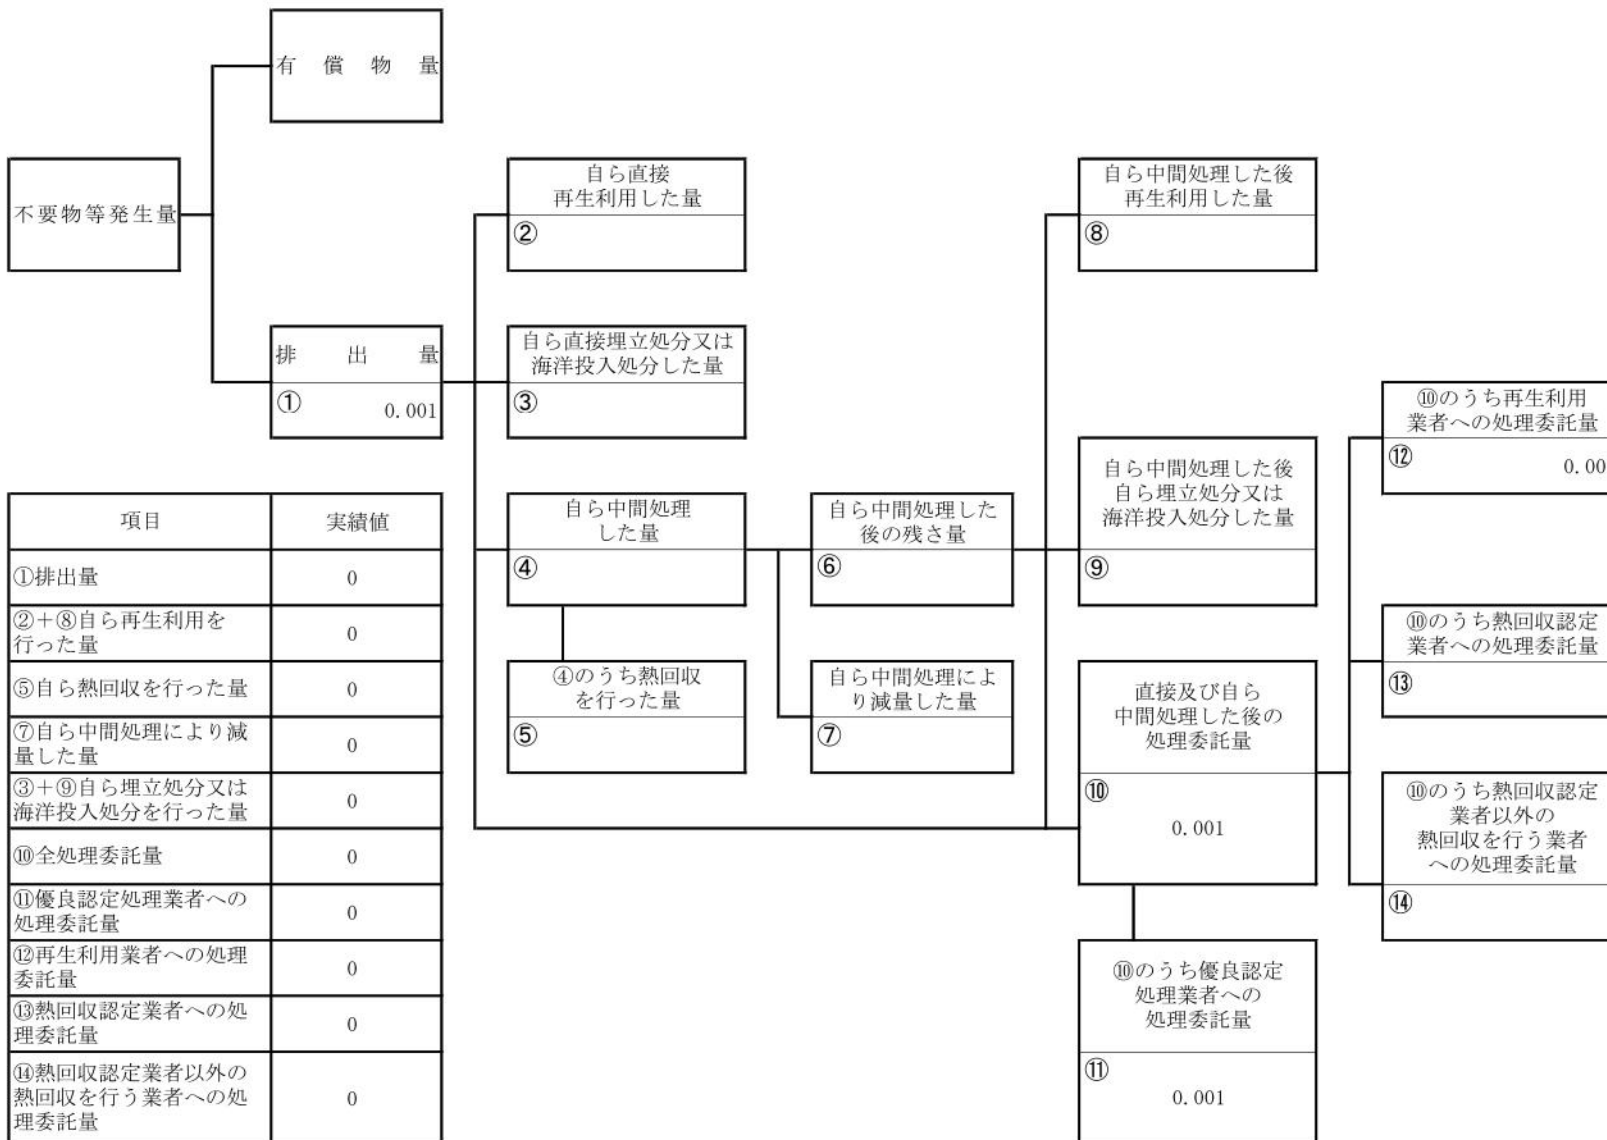 有償物量
不要物等発生量
排出量
① 0.001
自ら直接
再生利用した量
②
自ら直接埋立処分又は
海洋投入処分した量
③
自ら中間処理
した量
④
④のうち熱回収
を行った量
⑤
自ら中間処理した
後の残さ量
⑥
自ら中間処理によ
り減量した量
⑦
自ら中間処理した後
再生利用した量
⑧
自ら中間処理した後
自ら埋立処分又は
海洋投入処分した量
⑨
直接及び自ら
中間処理した後の
処理委託量
⑩
0.001
⑩のうち優良認定
処理業者への
処理委託量
⑪
0.001
⑩のうち再生利用
業者への処理委託量
⑫ 0.00
⑩のうち熱回収認定
業者への処理委託量
⑬
⑩のうち熱回収認定
業者以外の
熱回収を行う業者
への処理委託量
⑭
項目 実績値
①排出量 0
②+⑧自ら再生利用を
行った量 0
⑤自ら熱回収を行った量 0
⑦自ら中間処理により減
量した量 0
③+⑨自ら埋立処分又は
海洋投入処分を行った量 0
⑩全処理委託量 0
⑪優良認定処理業者への
処理委託量 0
⑫再生利用業者への処理
委託量 0
⑬熱回収認定業者への処
理委託量 0
⑭熱回収認定業者以外の
熱回収を行う業者への処
理委託量 0